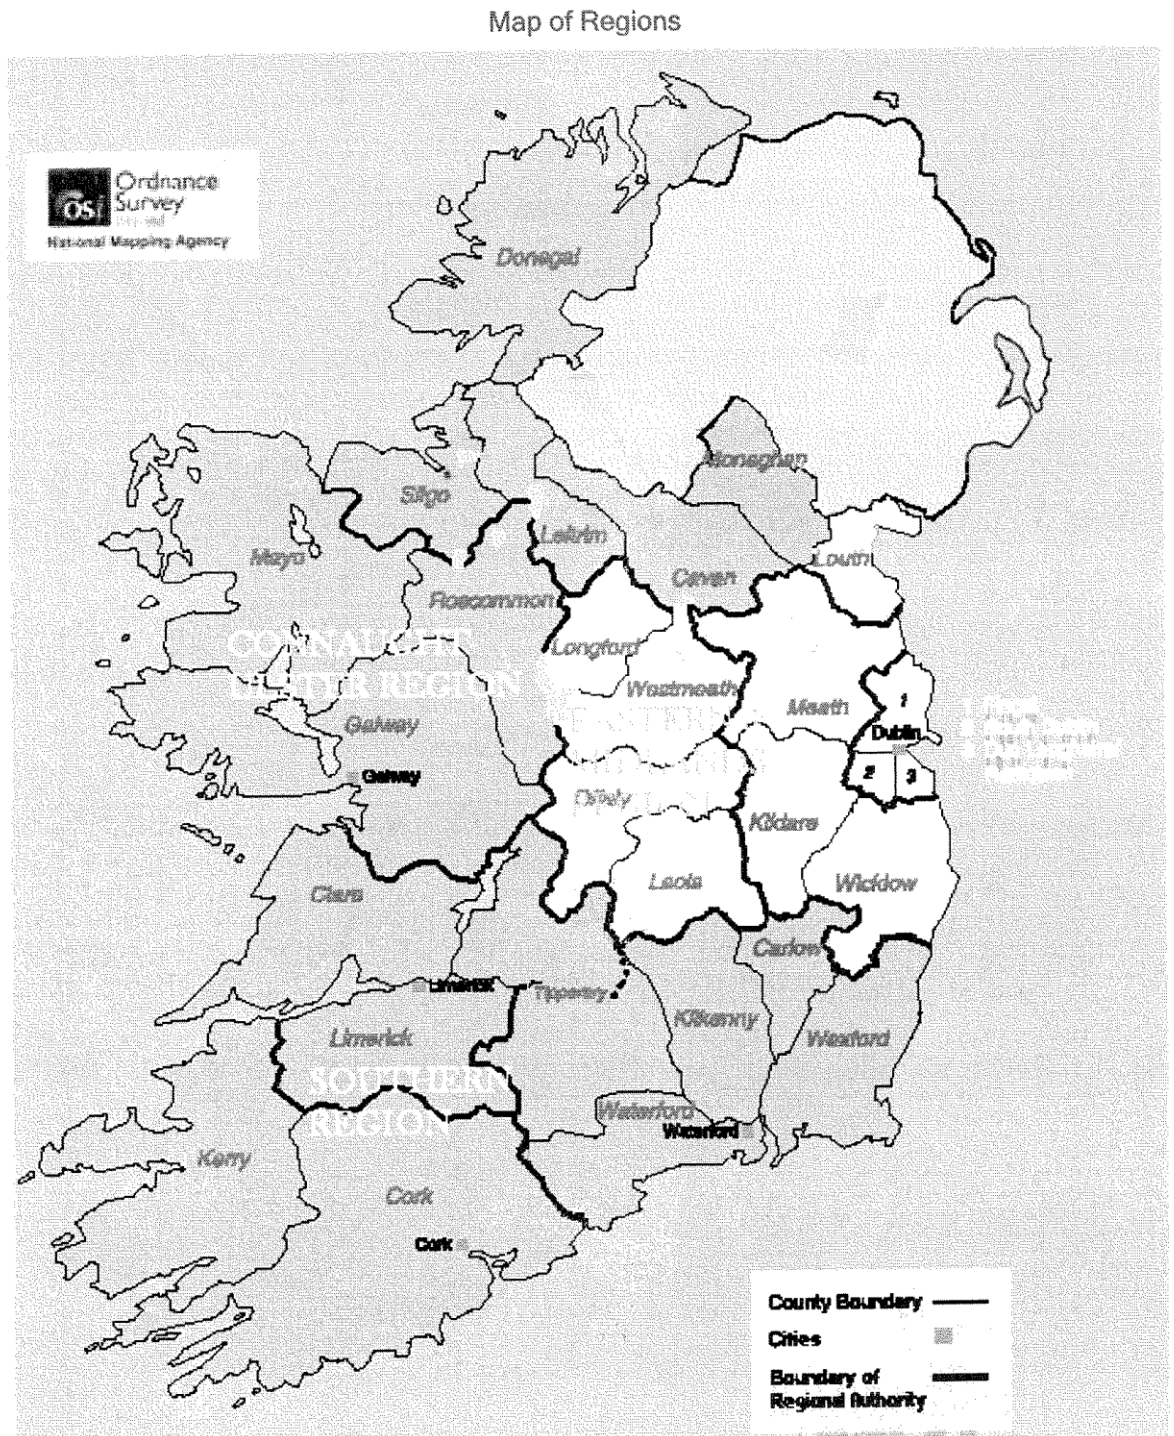 Map of Regions
Ordnance
Survey
National Mapping Agency
Donegal
Monaghan
Sligo
Leitrim
Mayo
Louth
Cavan
Roscommon
CONNAUGHT
Longford
ULSTER REGION
Westmeath
1
Meath
Galway
Dublin
Galway
2
3
Offaly
Kildare
Laois
Wicklow
Clare
Carlow
Limerick
Tipperary
Kilkenny
Limerick
Wexford
SOUTHERN
REGION
Waterford
Waterford
Kerry
Cork
Cork
County Boundary
Cities
Boundary of
Regional Authority